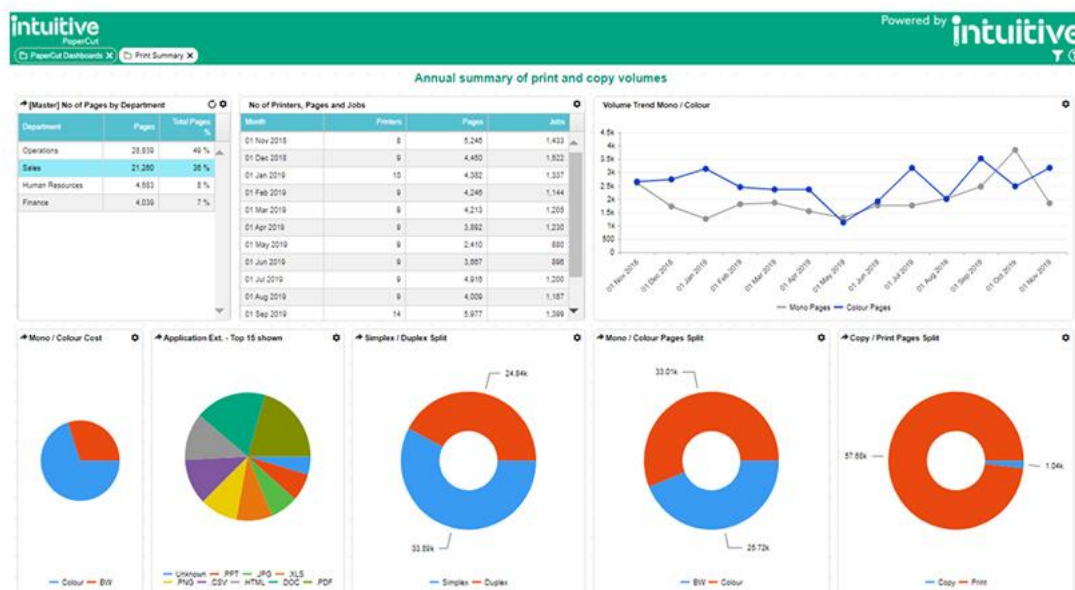 intuitive
PaperCut
Powered by intuitive
PaperCut Dashboards X Print Summary X
Annual summary of print and copy volumes
[Master] No of Pages by Department
Department Pages Total Pages %
Operations 28,839 49 %
Sales 21,260 36 %
Human Resources 4,583 8 %
Finance 4,039 7 %
No of Printers, Pages and Jobs
Month Printers Pages Jobs
01 Nov 2018 8 5,246 1,433
01 Dec 2018 9 4,460 1,622
01 Jan 2019 10 4,382 1,337
01 Feb 2019 9 4,246 1,144
01 Mar 2019 9 4,213 1,205
01 Apr 2019 9 3,892 1,230
01 May 2019 9 2,410 880
01 Jun 2019 9 3,667 896
01 Jul 2019 9 4,916 1,200
01 Aug 2019 9 4,009 1,167
01 Sep 2019 14 5,977 1,399
Volume Trend Mono / Colour
4.5k
4k
3.5k
3k
2.5k
2k
1.5k
1k
500
0
01 Nov 2018 01 Dec 2018 01 Jan 2019 01 Feb 2019 01 Mar 2019 01 Apr 2019 01 May 2019 01 Jun 2019 01 Jul 2019 01 Aug 2019 01 Sep 2019 01 Oct 2019 01 Nov 2019
Mono Pages Colour Pages
Mono / Colour Cost
Colour BW
Application Ext. - Top 15 shown
Unknown .PPT .JPG .XLS
.PNG .CSV .HTML .DOC .PDF
Simplex / Duplex Split
24.84k
33.89k
Simplex Duplex
Mono / Colour Pages Split
33.01k
25.72k
BW Colour
Copy / Print Pages Split
57.68k
1.04k
Copy Print